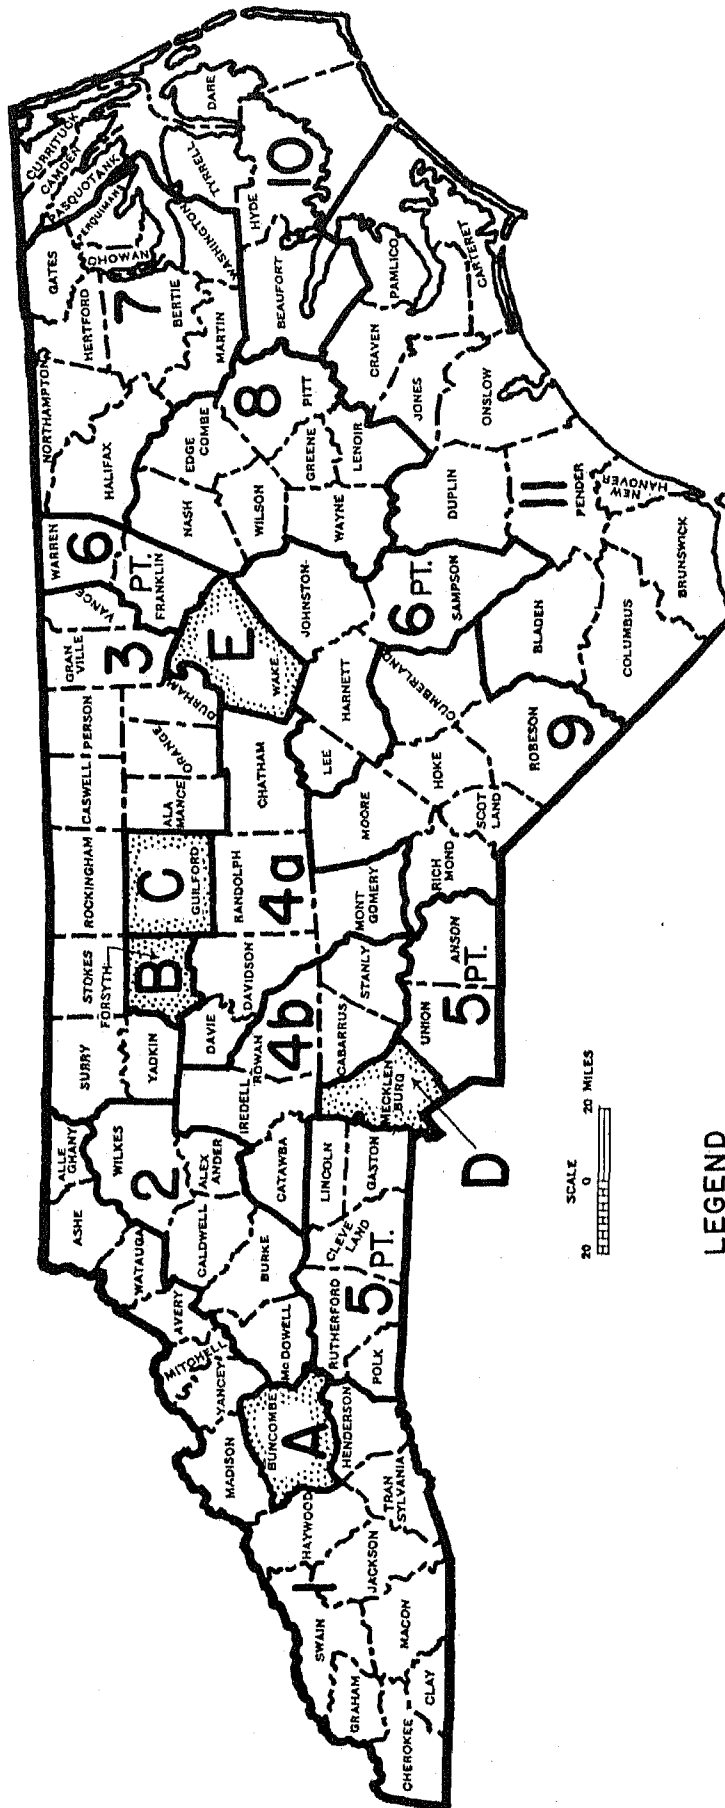 CURRITUCK
CAMDEN
PASQUOTANK
PERQUIMANS
CHOWAN
GATES
HERTFORD
NORTHAMPTON
7
BERTIE
HALIFAX
MARTIN
WASHINGTON
TYRRELL
DARE
HYDE
10
BEAUFORT
PAMLICO
CRAVEN
CARTERET
JONES
ONSLOW
EDGE
COMBE
8
PITT
NASH
WILSON
GREENE
LENOIR
WAYNE
DUPLIN
11
PENDER
NEW
HANOVER
BRUNSWICK
COLUMBUS
BLADEN
WARREN
6
PT.
FRANKLIN
VANCE
GRAN
VILLE
3
E
WAKE
JOHNSTON
6 PT.
SAMPSON
HARNETT
CUMBERLAND
ROBESON
9
PERSON
CASWELL
DURHAM
ORANGE
ALA
MANCE
CHATHAM
LEE
MOORE
HOKE
SCOT
LAND
RICH
MOND
ROCKINGHAM
C
GUILFORD
RANDOLPH
4a
MONT
GOMERY
STOKES
FORSYTH
B
DAVIDSON
STANLY
ANSON
5 PT.
UNION
SURRY
YADKIN
DAVIE
ROWAN
4b
IREDELL
CABARRUS
MECKLEN
BURG
D
ALLE
GHANY
ASHE
WILKES
2
ALEX
ANDER
CATAWBA
LINCOLN
GASTON
WATAUGA
CALDWELL
BURKE
CLEVE
LAND
AVERY
MITCHELL
YANCEY
McDOWELL
RUTHERFORD
5 PT.
POLK
MADISON
BUNCOMBE
A
HENDERSON
TRAN
SYLVANIA
HAYWOOD
1
JACKSON
SWAIN
MACON
GRAHAM
CLAY
CHEROKEE
SCALE
20 0 20 MILES
LEGEND